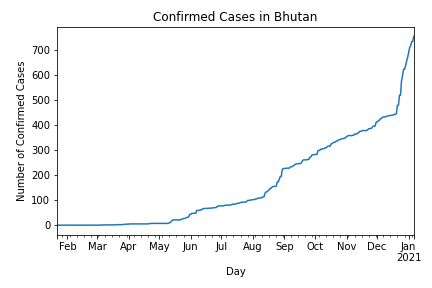 Confirmed Cases in Bhutan
Number of Confirmed Cases
700
600
500
400
300
200
100
0
Feb Mar Apr May Jun Jul Aug Sep Oct Nov Dec Jan
2021
Day